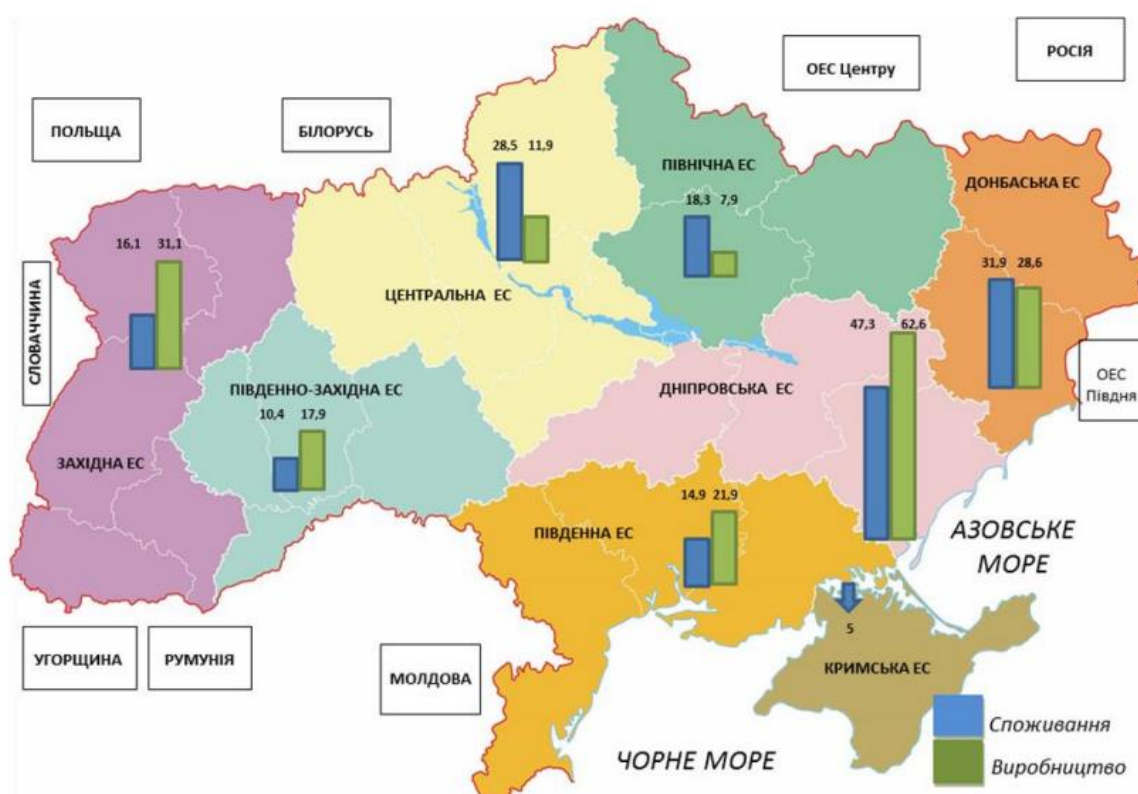 РОСІЯ
ОЕС Центру
ПОЛЬЩА
БІЛОРУСЬ
28,5 11,9
ПІВНІЧНА ЕС
18,3 7,9
ДОНБАСЬКА ЕС
16,1 31,1
31,9 28,6
СЛОВАЧЧИНА
ЦЕНТРАЛЬНА ЕС
47,3 62,6
ПІВДЕННО-ЗАХІДНА ЕС
10,4 17,9
ДНІПРОВСЬКА ЕС
ОЕС
Півдня
ЗАХІДНА ЕС
14,9 21,9
ПІВДЕННА ЕС
АЗОВСЬКЕ
МОРЕ
5
УГОРЩИНА
РУМУНІЯ
МОЛДОВА
КРИМСЬКА ЕС
Споживання
ЧОРНЕ МОРЕ
Виробництво